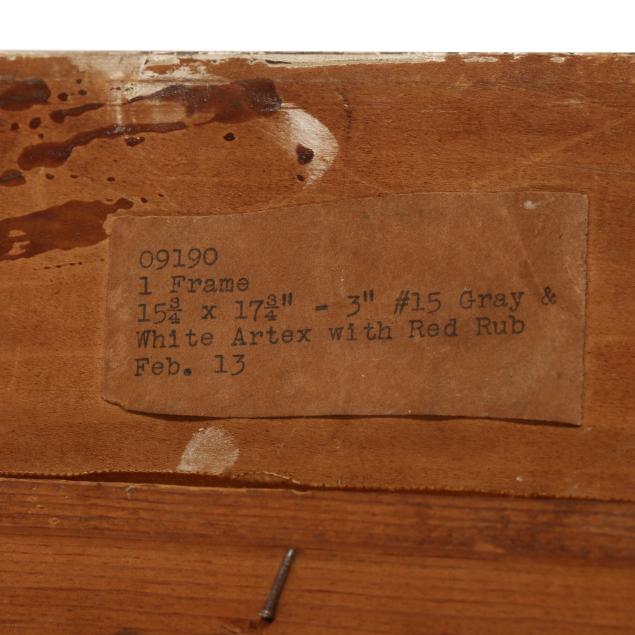 09190
1 Frame
15¾ x 17¾" - 3" #15 Gray &
White Artex with Red Rub
Feb. 13